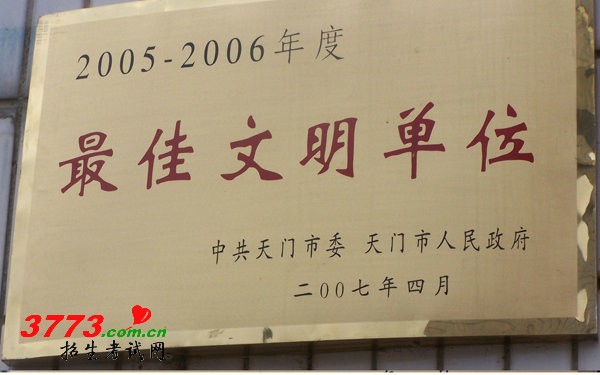 2005-2006年度
最佳文明单位
中共天门市委 天门市人民政府
二00七年四月
3773.com.cn
招生考试网